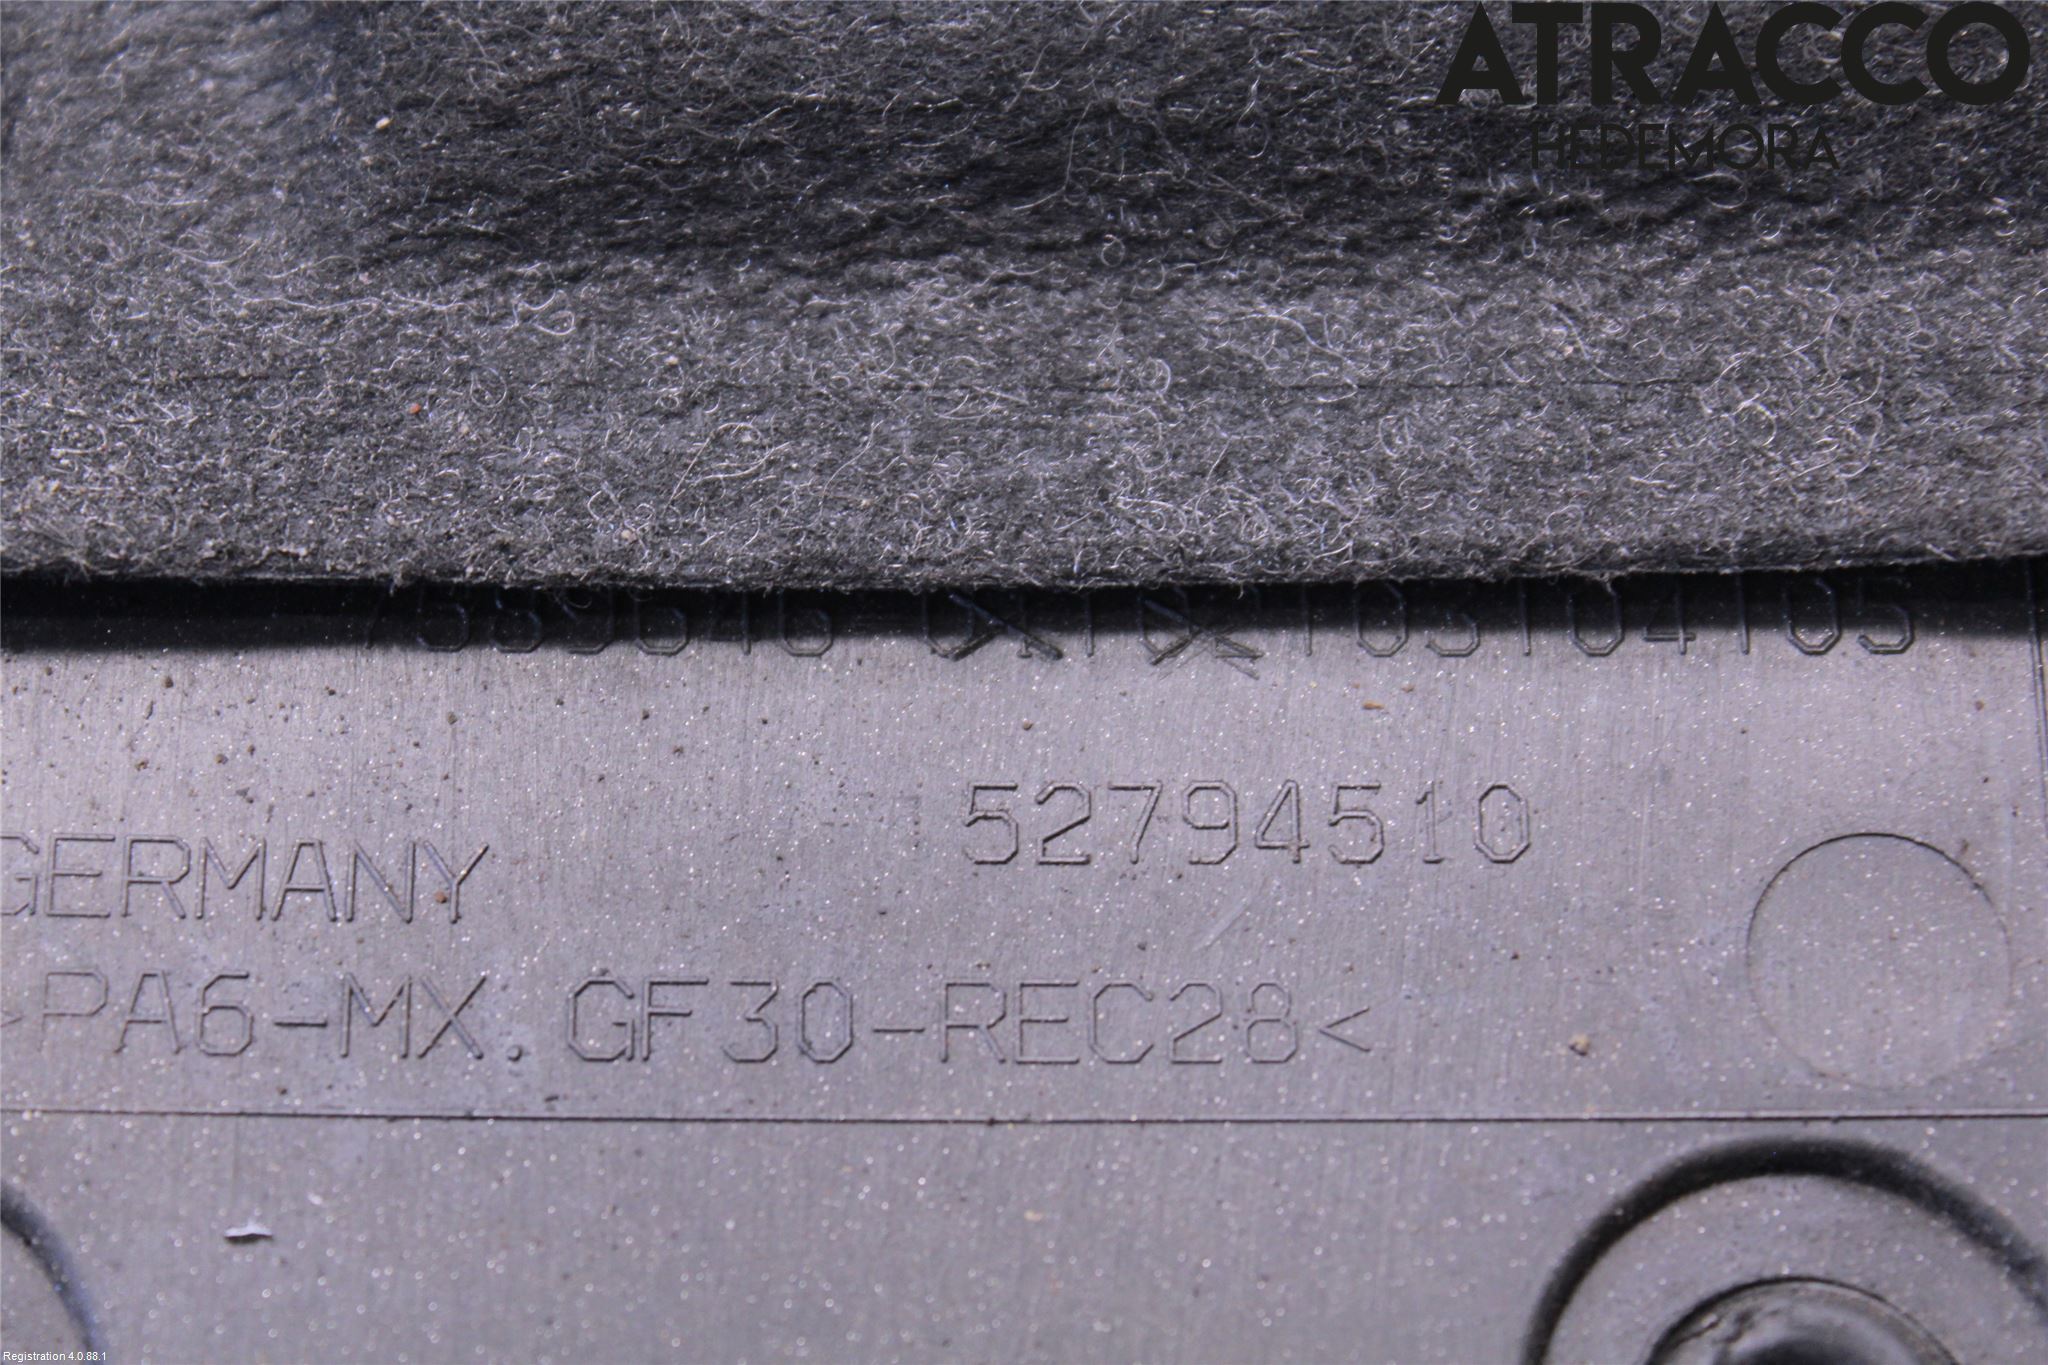 ATRACCO
HEDEMORA
52794510
GERMANY
>PA6-MX.GF30-REC28<
Registration 4.0.88.1